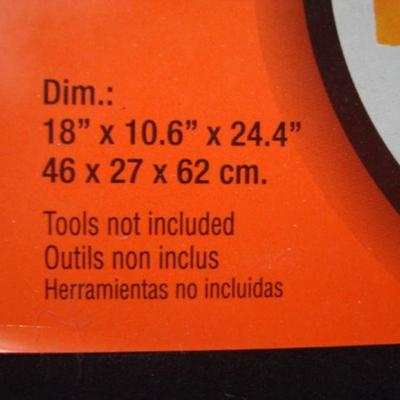 Dim.:
18” x 10.6” x 24.4”
46 x 27 x 62 cm.
Tools not included
Outils non inclus
Herramientas no incluidas